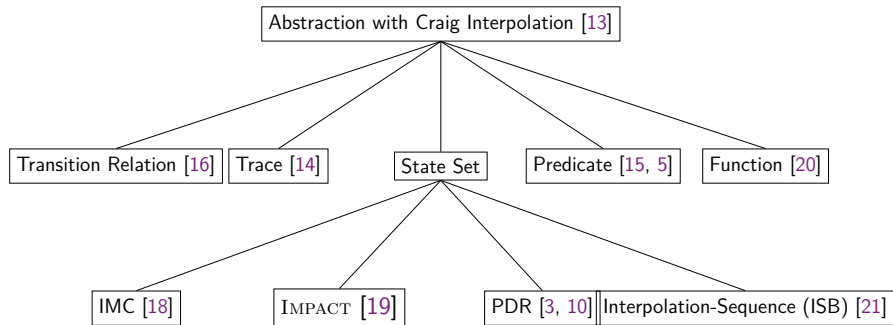 Abstraction with Craig Interpolation [13]
Transition Relation [16]
Trace [14]
State Set
Predicate [15, 5]
Function [20]
IMC [18]
IMPACT [19]
PDR [3, 10]
Interpolation-Sequence (ISB) [21]